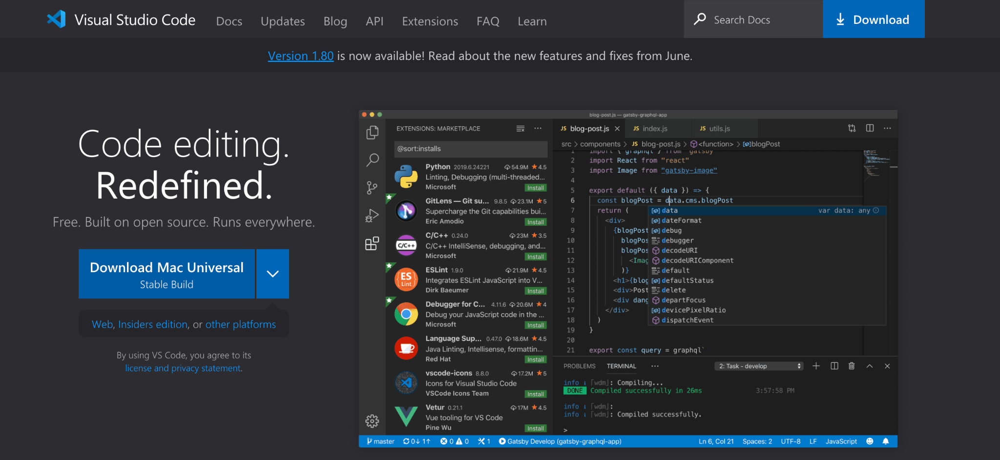 Visual Studio Code Docs Updates Blog API Extensions FAQ Learn Search Docs Download
Version 1.80 is now available! Read about the new features and fixes from June.
Code editing.
Redefined.
Free. Built on open source. Runs everywhere.
Download Mac Universal
Stable Build
Web, Insiders edition, or other platforms
By using VS Code, you agree to its
license and privacy statement.
blog-post.js — gatsby-graphql-app
EXTENSIONS: MARKETPLACE
@sort:installs
Python 2019.6.24221 54.9M 4.5
Linting, Debugging (multi-threaded...
Microsoft Install
GitLens — Git su... 9.8.5 23.1M 5
Supercharge the Git capabilities bui...
Eric Amodio Install
C/C++
C/C++ 0.24.0 23M 3.5
C/C++ IntelliSense, debugging, and...
Microsoft Install
ES
Lint
ESLint 1.9.0 21.9M 4.5
Integrates ESLint JavaScript into V...
Dirk Baeumer Install
Debugger for C... 4.11.6 20.6M 4
Debug your JavaScript code in the ...
Microsoft Install
Language Sup... 0.47.0 18.6M 4.5
Java Linting, Intellisense, formattin...
Red Hat Install
vscode-icons 8.8.0 17.2M 5
Icons for Visual Studio Code
VSCode Icons Team Install
Vetur 0.21.1 17M 4.5
Vue tooling for VS Code
Pine Wu Install
JS blog-post.js JS index.js JS utils.js
src > components > JS blog-post.js > <function> > blogPost
1 import { graphql } from "gatsby"
2 import React from "react"
3 import Image from "gatsby-image"
4
5 export default ({ data }) => {
6 const blogPost = data.cms.blogPost
7 return (
8 <div>
9 {blogPost
10 blogPos
11 blogPos
12 <Imag
13 )}
14 <h1>{blog
15 <div>Post
16 <div dang
17 </div>
18 )
19 }
20
21 export const query = graphql`
data var data: any
dateFormat
debug
debugger
decodeURI
decodeURIComponent
default
defaultStatus
delete
departFocus
devicePixelRatio
dispatchEvent
PROBLEMS TERMINAL ... 2: Task - develop
info i ｢wdm｣: Compiling...
DONE Compiled successfully in 26ms 3:57:58 PM
info i ｢wdm｣:
info i ｢wdm｣: Compiled successfully.
>
master 0↓ 1↑ 0 0 1 Gatsby Develop (gatsby-graphql-app) Ln 6, Col 21 Spaces: 2 UTF-8 LF JavaScript